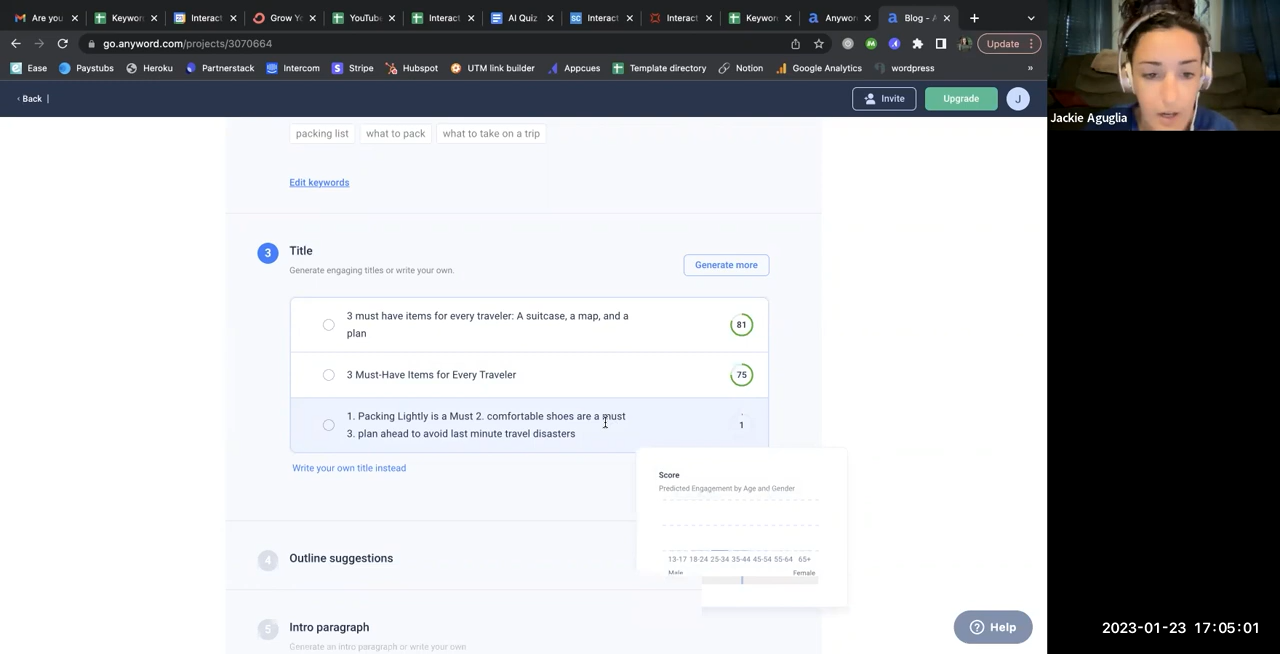 Are you
Keyword
Interact
Grow Yo
YouTube
Interact
AI Quiz
Interact
Interact
Keywor
Anywor
Blog - A
go.anyword.com/projects/3070664
Update
Ease
Paystubs
Heroku
Partnerstack
Intercom
Stripe
Hubspot
UTM link builder
Appcues
Template directory
Notion
Google Analytics
wordpress
»
Jackie Aguglia
‹ Back |
Invite
Upgrade
J
packing list
what to pack
what to take on a trip
Edit keywords
3
Title
Generate engaging titles or write your own.
Generate more
3 must have items for every traveler: A suitcase, a map, and a
plan
81
3 Must-Have Items for Every Traveler
75
1. Packing Lightly is a Must 2. comfortable shoes are a must
3. plan ahead to avoid last minute travel disasters
1
Write your own title instead
Score
Predicted Engagement by Age and Gender
13-17 18-24 25-34 35-44 45-54 55-64 65+
Male
Female
4
Outline suggestions
5
Intro paragraph
Generate an intro paragraph or write your own
Help
2023-01-23 17:05:01